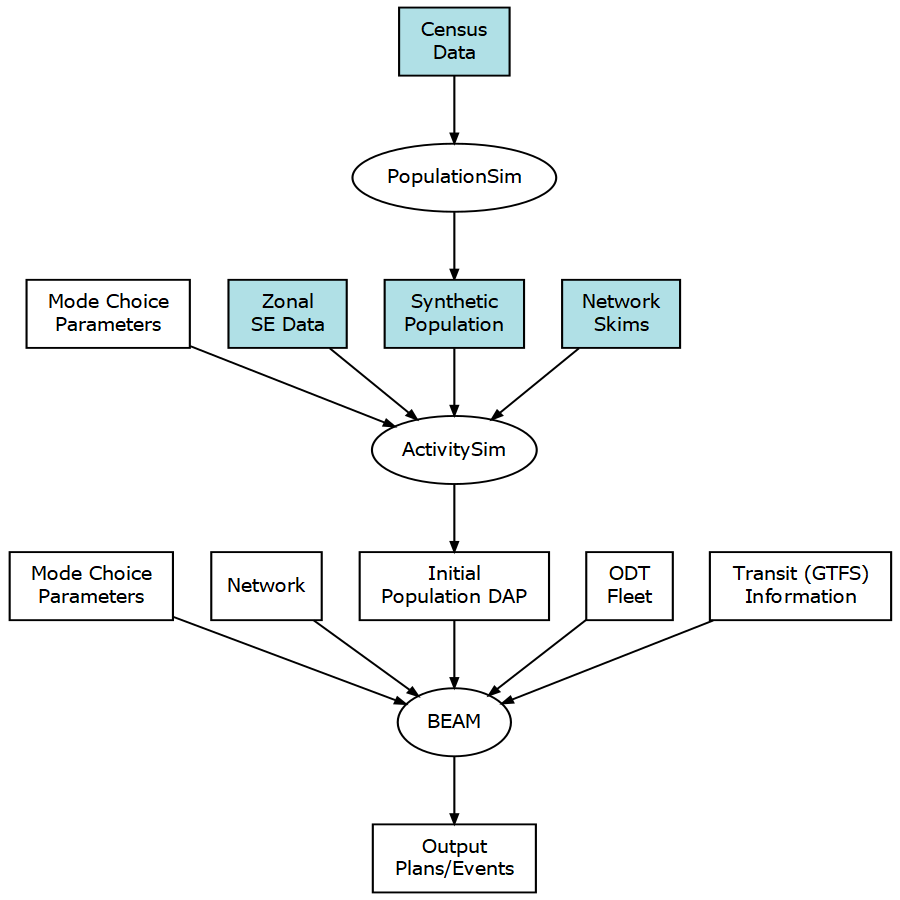 Census
Data
PopulationSim
Mode Choice
Parameters
Zonal
SE Data
Synthetic
Population
Network
Skims
ActivitySim
Mode Choice
Parameters
Network
Initial
Population DAP
ODT
Fleet
Transit (GTFS)
Information
BEAM
Output
Plans/Events